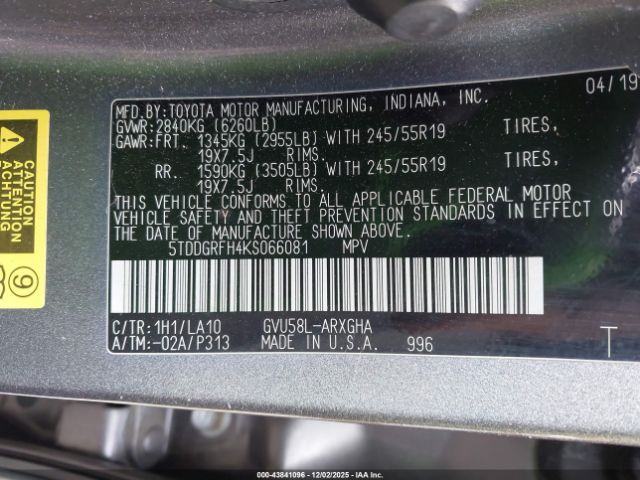 MFD.BY:TOYOTA MOTOR MANUFACTURING, INDIANA, INC. 04/19
GVWR:2840KG (6260LB)
GAWR:FRT. 1345KG (2955LB) WITH 245/55R19 TIRES,
19X7.5J RIMS.
RR. 1590KG (3505LB) WITH 245/55R19 TIRES,
19X7.5J RIMS.
THIS VEHICLE CONFORMS TO ALL APPLICABLE FEDERAL MOTOR
VEHICLE SAFETY AND THEFT PREVENTION STANDARDS IN EFFECT ON
THE DATE OF MANUFACTURE SHOWN ABOVE.
5TDDGRFH4KS066081 MPV
C/TR:1H1/LA10 GVU58L-ARXGHA
A/TM:-02A/P313 MADE IN U.S.A. 996
T
CAUTION
ATTENTION
ACHTUNG
9
000-43841096 - 12/02/2025 - IAA, Inc.